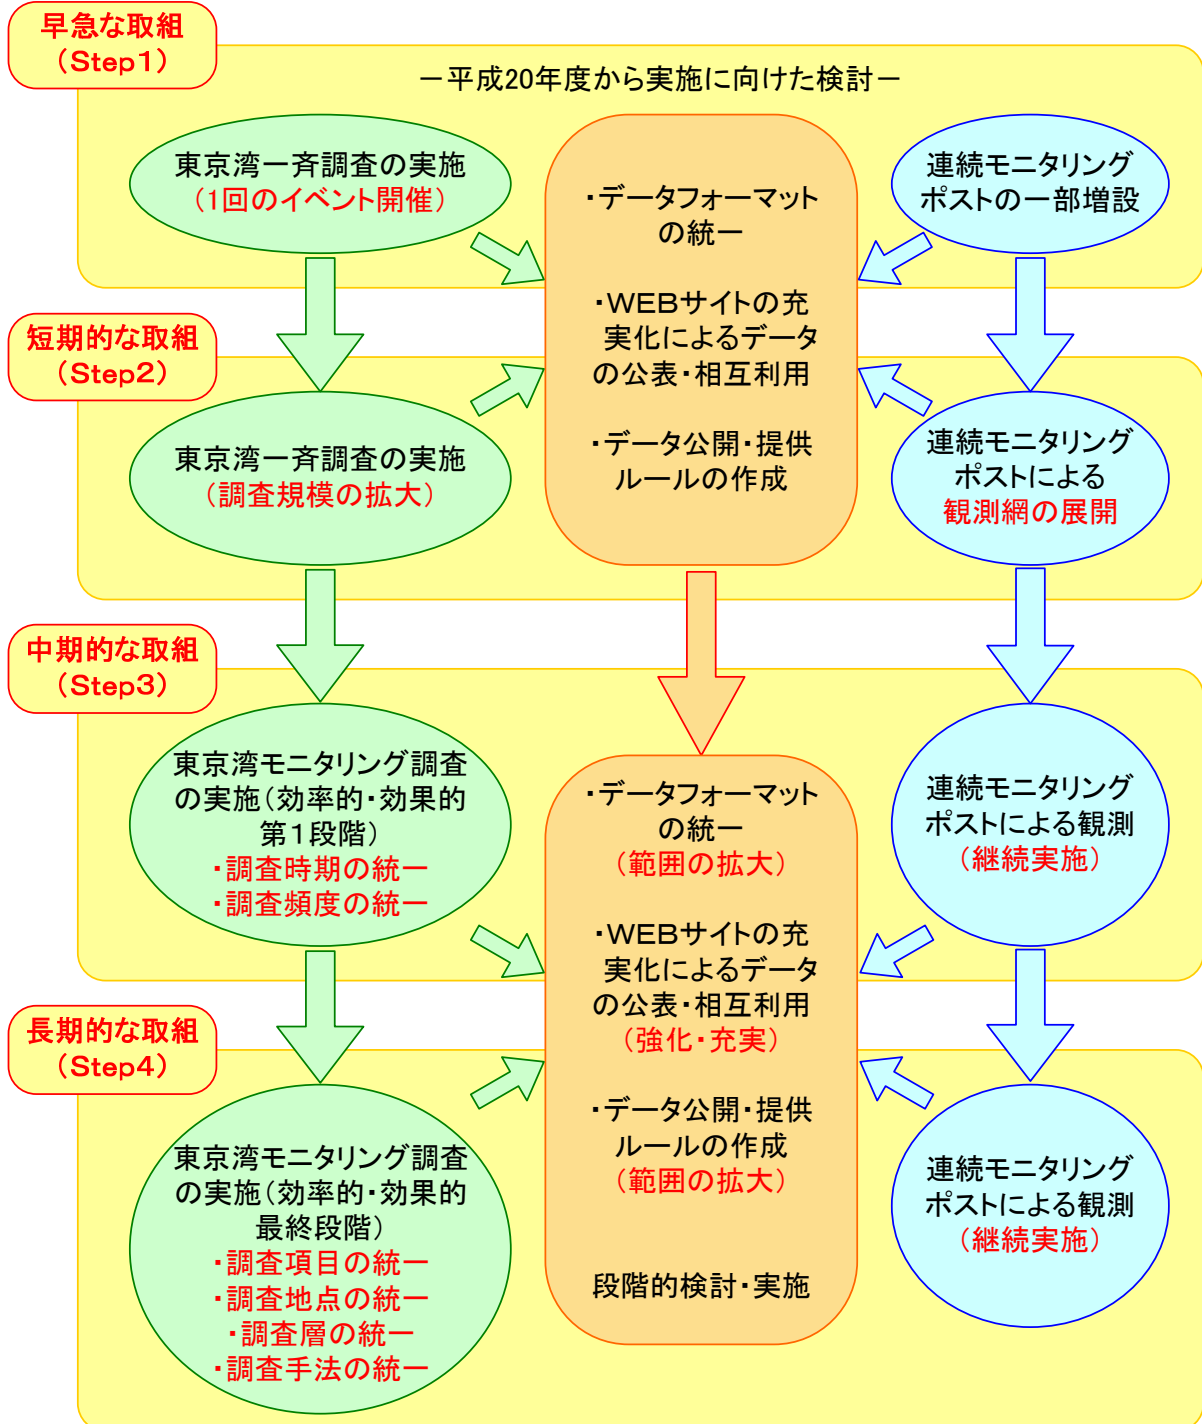 早急な取組
（Step1）
－平成20年度から実施に向けた検討－
東京湾一斉調査の実施
（1回のイベント開催）
・データフォーマット
の統一
・WEBサイトの充
実化によるデータ
の公表・相互利用
・データ公開・提供
ルールの作成
連続モニタリング
ポストの一部増設
短期的な取組
（Step2）
東京湾一斉調査の実施
（調査規模の拡大）
連続モニタリング
ポストによる
観測網の展開
中期的な取組
（Step3）
東京湾モニタリング調査
の実施（効率的・効果的
第１段階）
・調査時期の統一
・調査頻度の統一
・データフォーマット
の統一
（範囲の拡大）
・WEBサイトの充
実化によるデータ
の公表・相互利用
（強化・充実）
・データ公開・提供
ルールの作成
（範囲の拡大）
段階的検討・実施
連続モニタリング
ポストによる観測
（継続実施）
長期的な取組
（Step4）
東京湾モニタリング調査
の実施（効率的・効果的
最終段階）
・調査項目の統一
・調査地点の統一
・調査層の統一
・調査手法の統一
連続モニタリング
ポストによる観測
（継続実施）